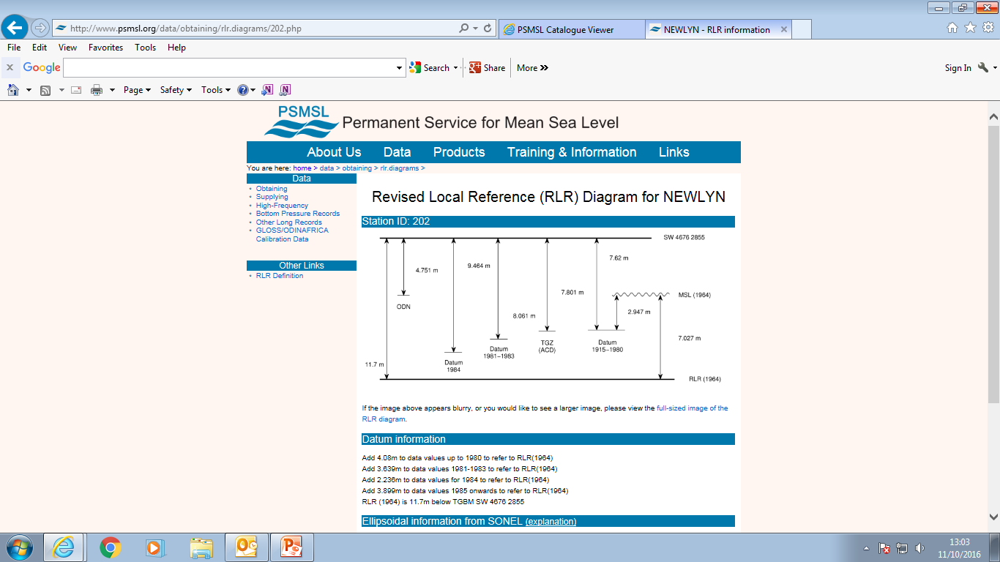 http://www.psmsl.org/data/obtaining/rlr.diagrams/202.php
PSMSL Catalogue Viewer
NEWLYN - RLR information
File Edit View Favorites Tools Help
x Google Search Share More »
Sign In
Page Safety Tools
PSMSL
Permanent Service for Mean Sea Level
About Us Data Products Training & Information Links
You are here: home > data > obtaining > rlr.diagrams >
Data
Obtaining
Supplying
High-Frequency
Bottom Pressure Records
Other Long Records
GLOSS/ODINAFRICA
Calibration Data
Other Links
RLR Definition
Revised Local Reference (RLR) Diagram for NEWLYN
Station ID: 202
SW 4676 2855
7.62 m
9.464 m
4.751 m
7.801 m
MSL (1964)
ODN
2.947 m
8.061 m
7.027 m
TGZ
(ACD)
Datum
1915−1980
Datum
1981−1983
Datum
1984
11.7 m
RLR (1964)
If the image above appears blurry, or you would like to see a larger image, please view the full-sized image of the
RLR diagram.
Datum information
Add 4.08m to data values up to 1980 to refer to RLR(1964)
Add 3.639m to data values 1981-1983 to refer to RLR(1964)
Add 2.236m to data values for 1984 to refer to RLR(1964)
Add 3.899m to data values 1985 onwards to refer to RLR(1964)
RLR (1964) is 11.7m below TGBM SW 4676 2855
Ellipsoidal information from SONEL (explanation)
13:03
11/10/2016